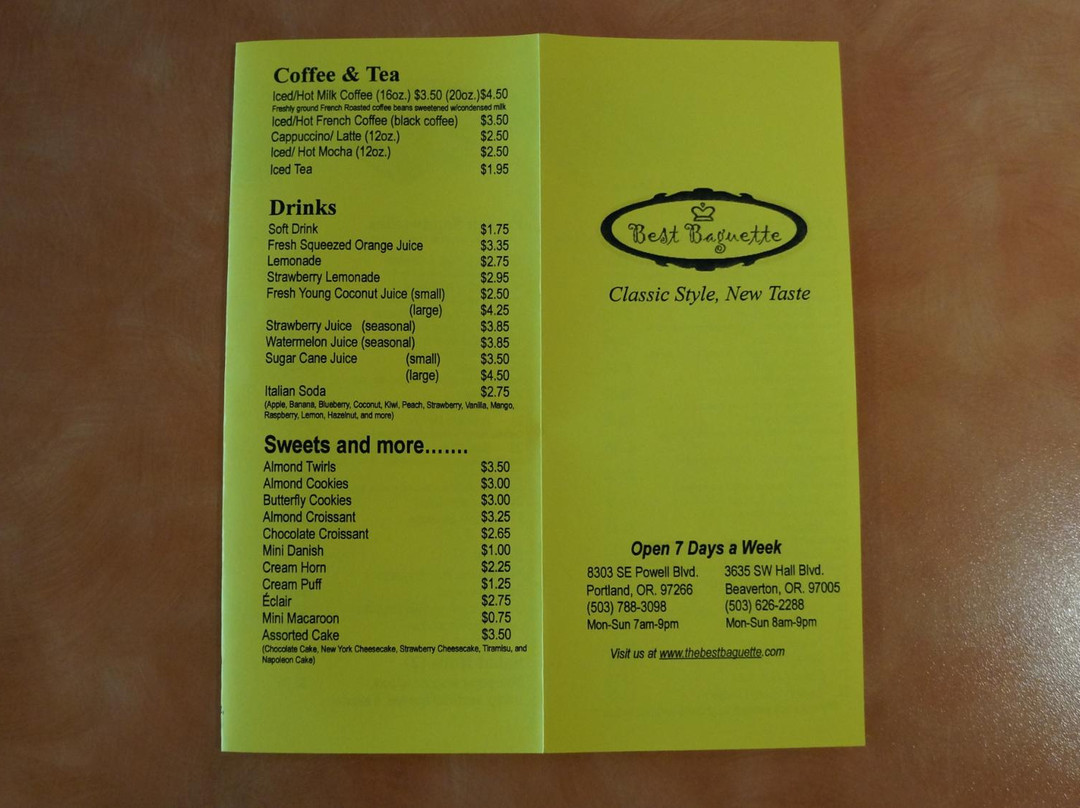 Coffee & Tea
Iced/Hot Milk Coffee (16oz.) $3.50 (20oz.)$4.50
Freshly ground French Roasted coffee beans sweetened w/condensed milk
Iced/Hot French Coffee (black coffee) $3.50
Cappuccino/ Latte (12oz.) $2.50
Iced/ Hot Mocha (12oz.) $2.50
Iced Tea $1.95
Drinks
Soft Drink $1.75
Fresh Squeezed Orange Juice $3.35
Lemonade $2.75
Strawberry Lemonade $2.95
Fresh Young Coconut Juice (small) $2.50
(large) $4.25
Strawberry Juice (seasonal) $3.85
Watermelon Juice (seasonal) $3.85
Sugar Cane Juice (small) $3.50
(large) $4.50
Italian Soda $2.75
(Apple, Banana, Blueberry, Coconut, Kiwi, Peach, Strawberry, Vanilla, Mango,
Raspberry, Lemon, Hazelnut, and more)
Sweets and more…….
Almond Twirls $3.50
Almond Cookies $3.00
Butterfly Cookies $3.00
Almond Croissant $3.25
Chocolate Croissant $2.65
Mini Danish $1.00
Cream Horn $2.25
Cream Puff $1.25
Éclair $2.75
Mini Macaroon $0.75
Assorted Cake $3.50
(Chocolate Cake, New York Cheesecake, Strawberry Cheesecake, Tiramisu, and
Napoleon Cake)
Best Baguette
Classic Style, New Taste
Open 7 Days a Week
8303 SE Powell Blvd. 3635 SW Hall Blvd.
Portland, OR. 97266 Beaverton, OR. 97005
(503) 788-3098 (503) 626-2288
Mon-Sun 7am-9pm Mon-Sun 8am-9pm
Visit us at www.thebestbaguette.com